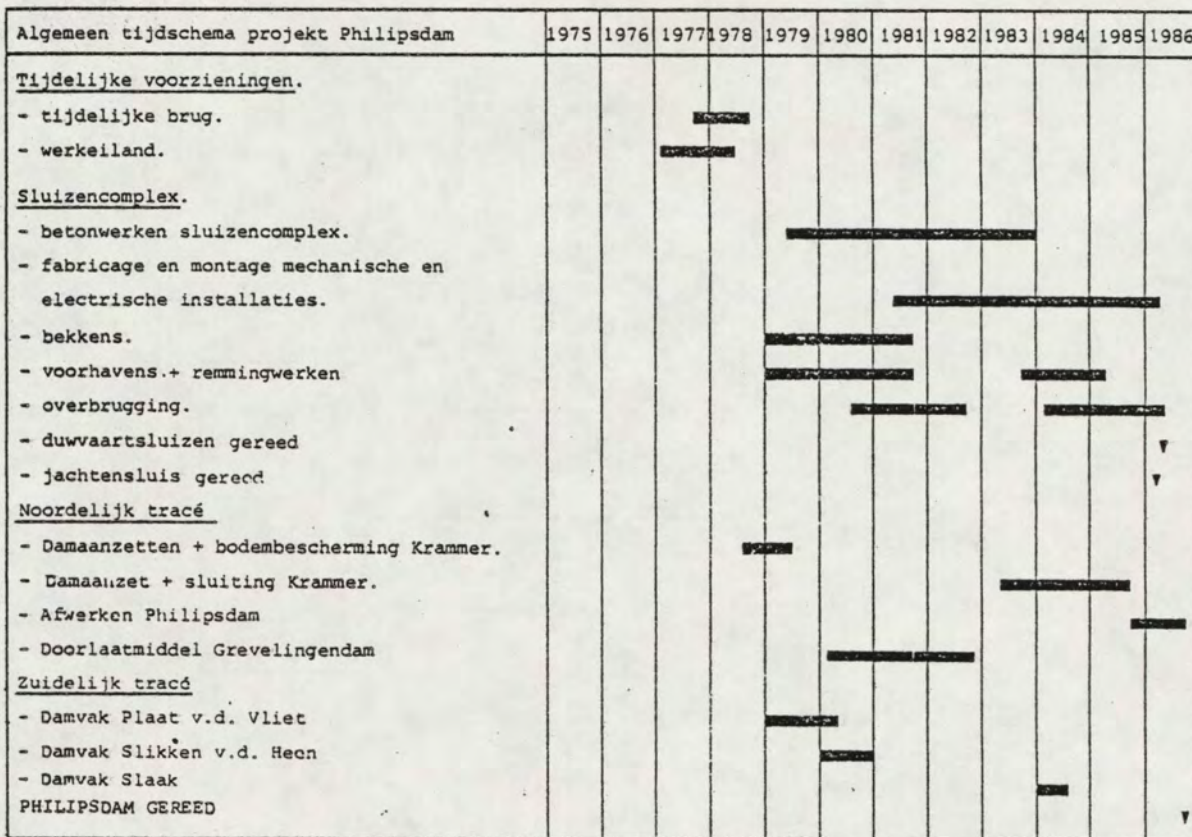 Algemeen tijdschema projekt Philipsdam 1975 1976 1977 1978 1979 1980 1981 1982 1983 1984 1985 1986
Tijdelijke voorzieningen.
- tijdelijke brug.
- werkeiland.
Sluizencomplex.
- betonwerken sluizencomplex.
- fabricage en montage mechanische en
electrische installaties.
- bekkens.
- voorhavens + remmingwerken
- overbrugging.
- duwvaartsluizen gereed
- jachtensluis gereed
Noordelijk tracé
- Damaanzetten + bodembescherming Krammer.
- Damaanzet + sluiting Krammer.
- Afwerken Philipsdam
- Doorlaatmiddel Grevelingendam
Zuidelijk tracé
- Damvak Plaat v.d. Vliet
- Damvak Slikken v.d. Heen
- Damvak Slaak
PHILIPSDAM GEREED